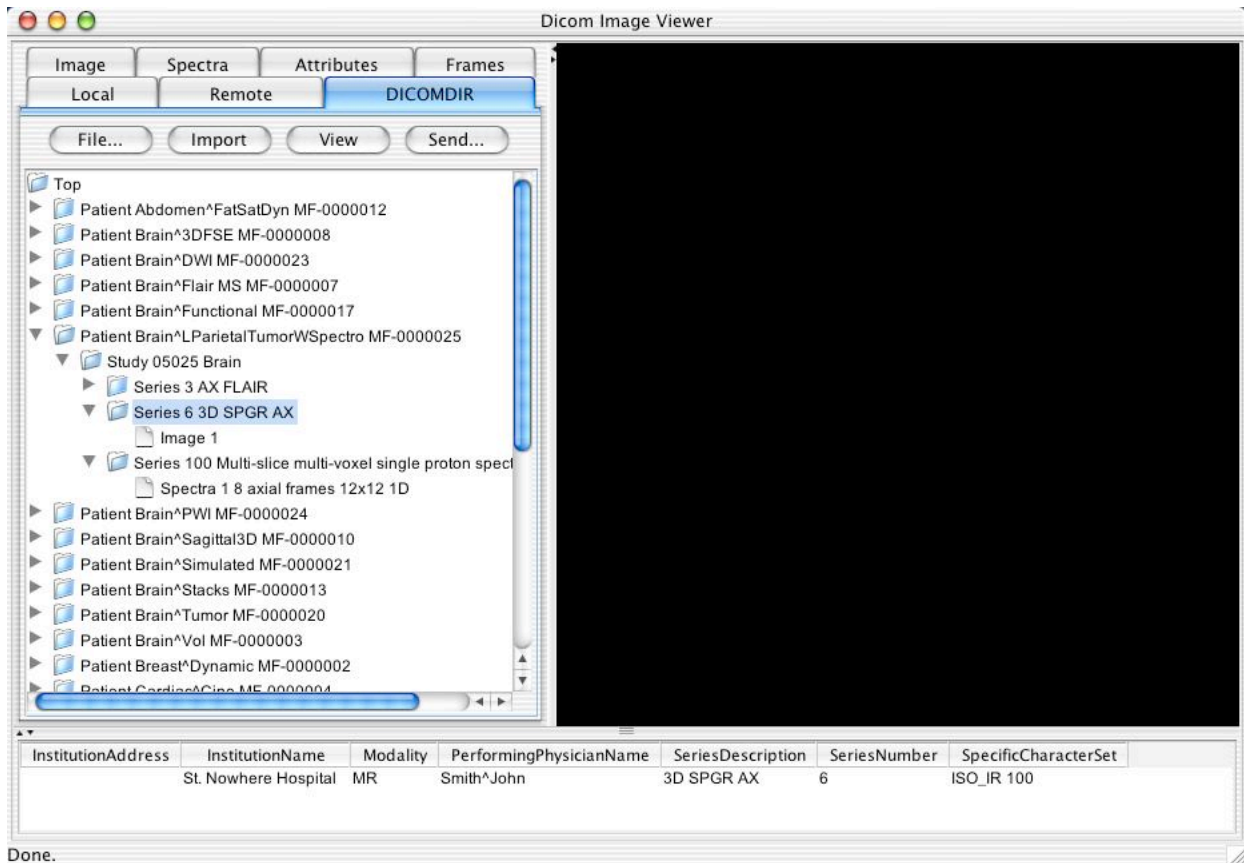 Dicom Image Viewer
Image Spectra Attributes Frames
Local Remote DICOMDIR
File... Import View Send...
Top
Patient Abdomen^FatSatDyn MF-0000012
Patient Brain^3DFSE MF-0000008
Patient Brain^DWI MF-0000023
Patient Brain^Flair MS MF-0000007
Patient Brain^Functional MF-0000017
Patient Brain^LParietalTumorWSpectro MF-0000025
Study 05025 Brain
Series 3 AX FLAIR
Series 6 3D SPGR AX
Image 1
Series 100 Multi-slice multi-voxel single proton spect
Spectra 1 8 axial frames 12x12 1D
Patient Brain^PWI MF-0000024
Patient Brain^Sagittal3D MF-0000010
Patient Brain^Simulated MF-0000021
Patient Brain^Stacks MF-0000013
Patient Brain^Tumor MF-0000020
Patient Brain^Vol MF-0000003
Patient Breast^Dynamic MF-0000002
Patient Cardiac^Cine MF-0000004
InstitutionAddress InstitutionName Modality PerformingPhysicianName SeriesDescription SeriesNumber SpecificCharacterSet
St. Nowhere Hospital MR Smith^John 3D SPGR AX 6 ISO_IR 100
Done.